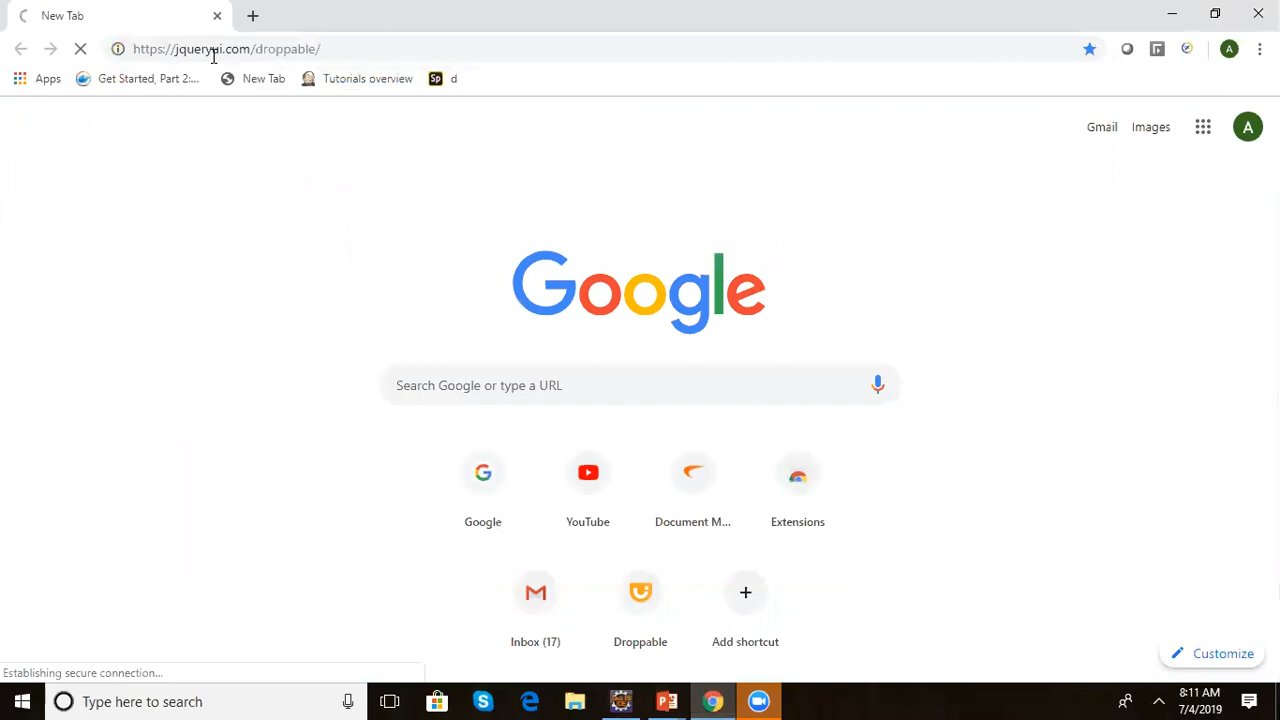 New Tab
https://jqueryui.com/droppable/
A
Apps
Get Started, Part 2:...
New Tab
Tutorials overview
Sp
d
Gmail
Images
A
Google
Search Google or type a URL
Google
YouTube
Document M...
Extensions
Inbox (17)
Droppable
Add shortcut
Customize
Establishing secure connection...
Type here to search
8:11 AM
7/4/2019